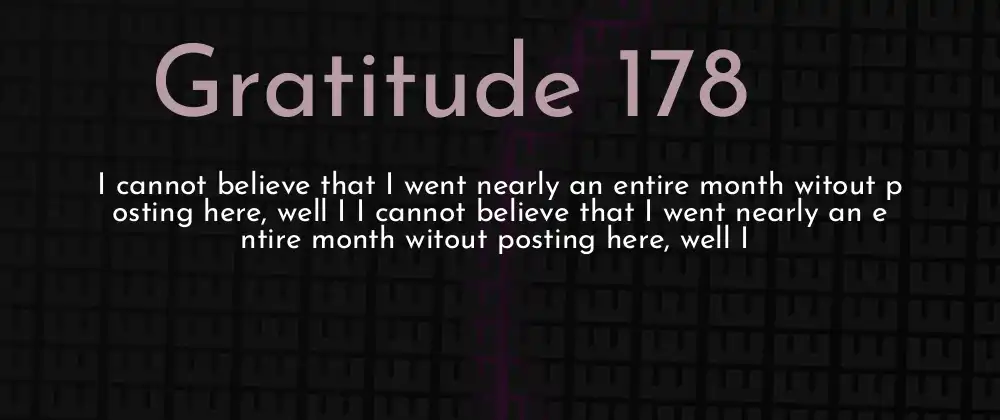 Gratitude 178
I cannot believe that I went nearly an entire month witout p
osting here, well I I cannot believe that I went nearly an e
ntire month witout posting here, well I